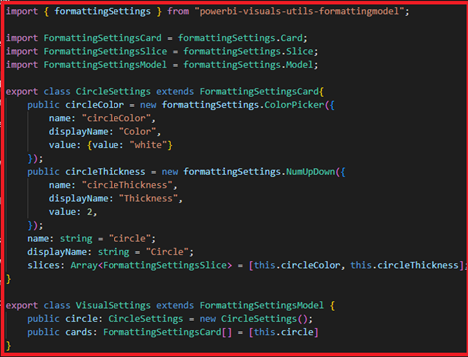 import { formattingSettings } from "powerbi-visuals-utils-formattingmodel";
import FormattingSettingsCard = formattingSettings.Card;
import FormattingSettingsSlice = formattingSettings.Slice;
import FormattingSettingsModel = formattingSettings.Model;
export class CircleSettings extends FormattingSettingsCard{
public circleColor = new formattingSettings.ColorPicker({
name: "circleColor",
displayName: "Color",
value: {value: "white"}
});
public circleThickness = new formattingSettings.NumUpDown({
name: "circleThickness",
displayName: "Thickness",
value: 2,
});
name: string = "circle";
displayName: string = "Circle";
slices: Array<FormattingSettingsSlice> = [this.circleColor, this.circleThickness];
}
export class VisualSettings extends FormattingSettingsModel {
public circle: CircleSettings = new CircleSettings();
public cards: FormattingSettingsCard[] = [this.circle]
}